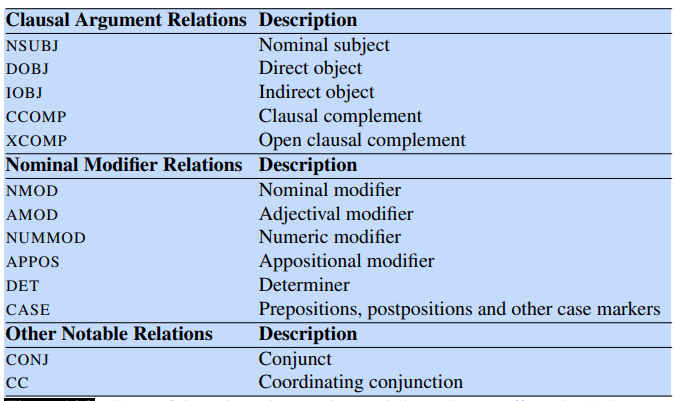 Clausal Argument Relations Description
NSUBJ Nominal subject
DOBJ Direct object
IOBJ Indirect object
CCOMP Clausal complement
XCOMP Open clausal complement
Nominal Modifier Relations Description
NMOD Nominal modifier
AMOD Adjectival modifier
NUMMOD Numeric modifier
APPOS Appositional modifier
DET Determiner
CASE Prepositions, postpositions and other case markers
Other Notable Relations Description
CONJ Conjunct
CC Coordinating conjunction